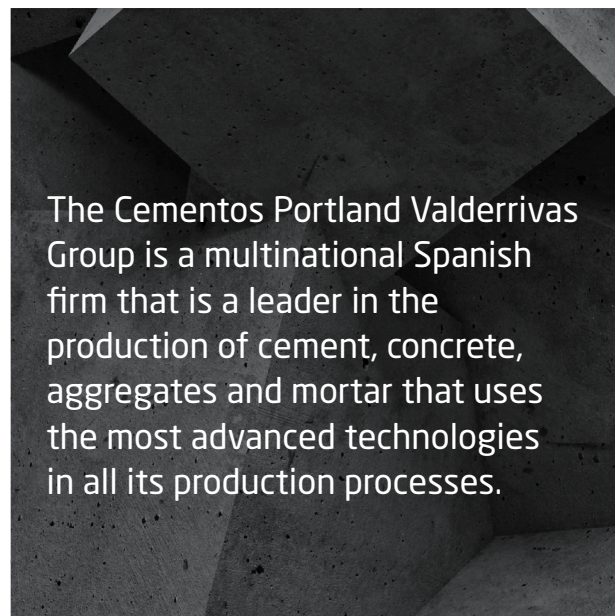 The Cementos Portland Valderrivas
Group is a multinational Spanish
firm that is a leader in the
production of cement, concrete,
aggregates and mortar that uses
the most advanced technologies
in all its production processes.